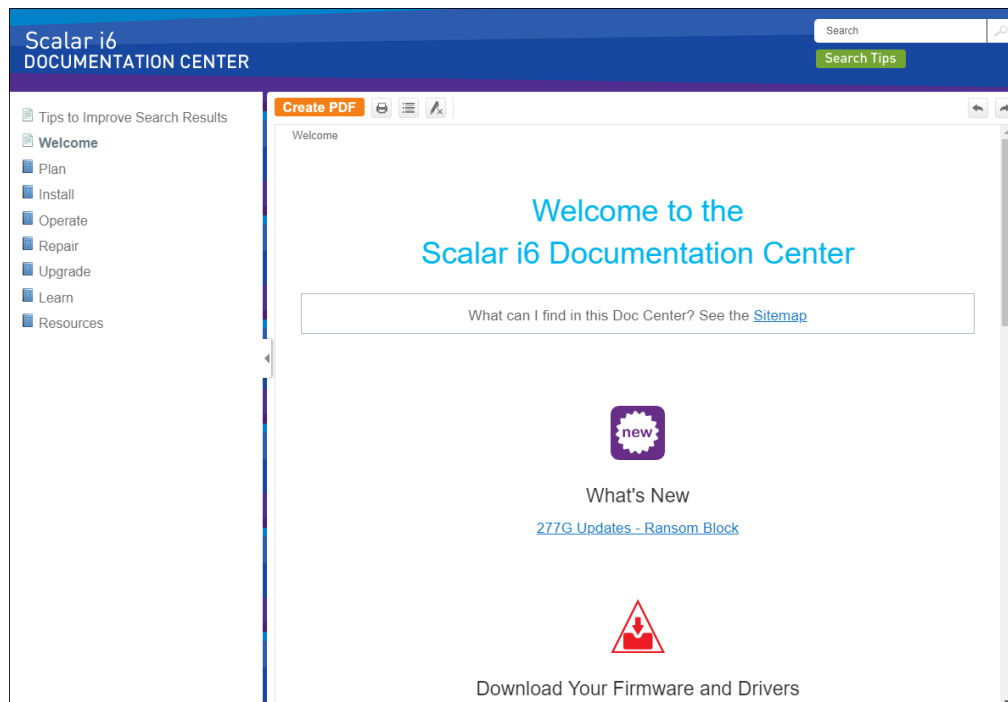 Scalar i6
DOCUMENTATION CENTER
Search
Search Tips
Tips to Improve Search Results
Welcome
Plan
Install
Operate
Repair
Upgrade
Learn
Resources
Create PDF
Welcome
Welcome to the
Scalar i6 Documentation Center
What can I find in this Doc Center? See the Sitemap
new
What's New
277G Updates - Ransom Block
Download Your Firmware and Drivers